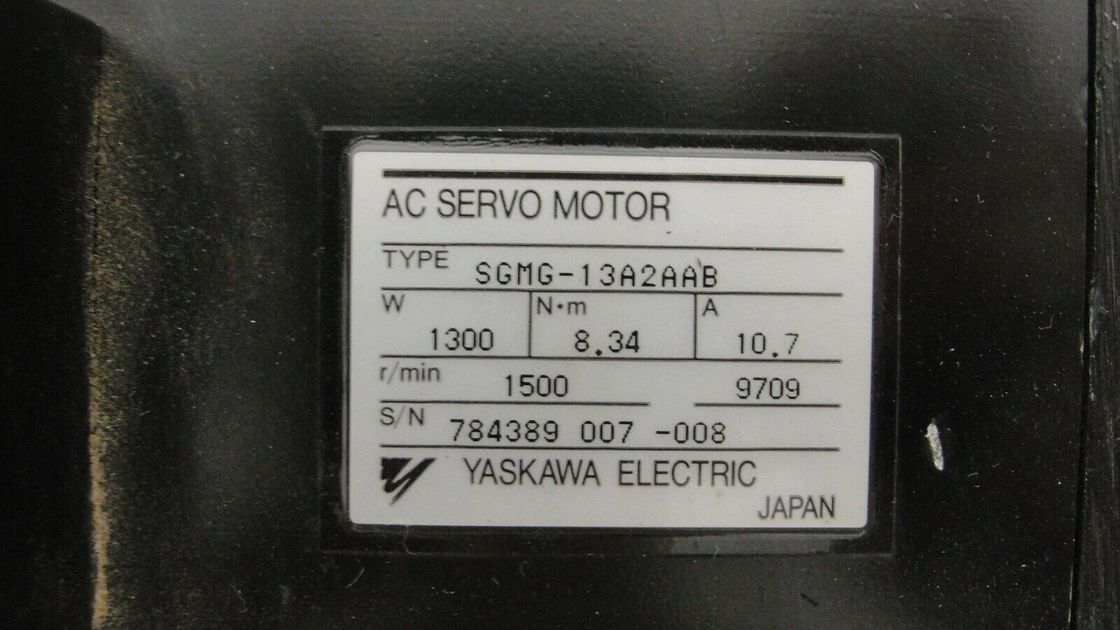 AC SERVO MOTOR
TYPE SGMG-13A2AAB
W N·m A
1300 8.34 10.7
r/min 1500 9709
S/N 784389 007 -008
YASKAWA ELECTRIC
JAPAN